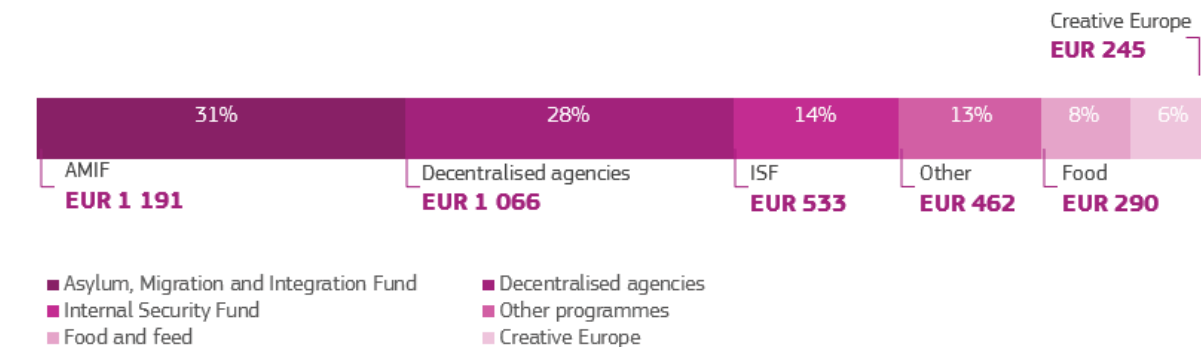 Creative Europe
EUR 245
31% 28% 14% 13% 8% 6%
AMIF Decentralised agencies ISF Other Food
EUR 1 191 EUR 1 066 EUR 533 EUR 462 EUR 290
Asylum, Migration and Integration Fund Decentralised agencies
Internal Security Fund Other programmes
Food and feed Creative Europe